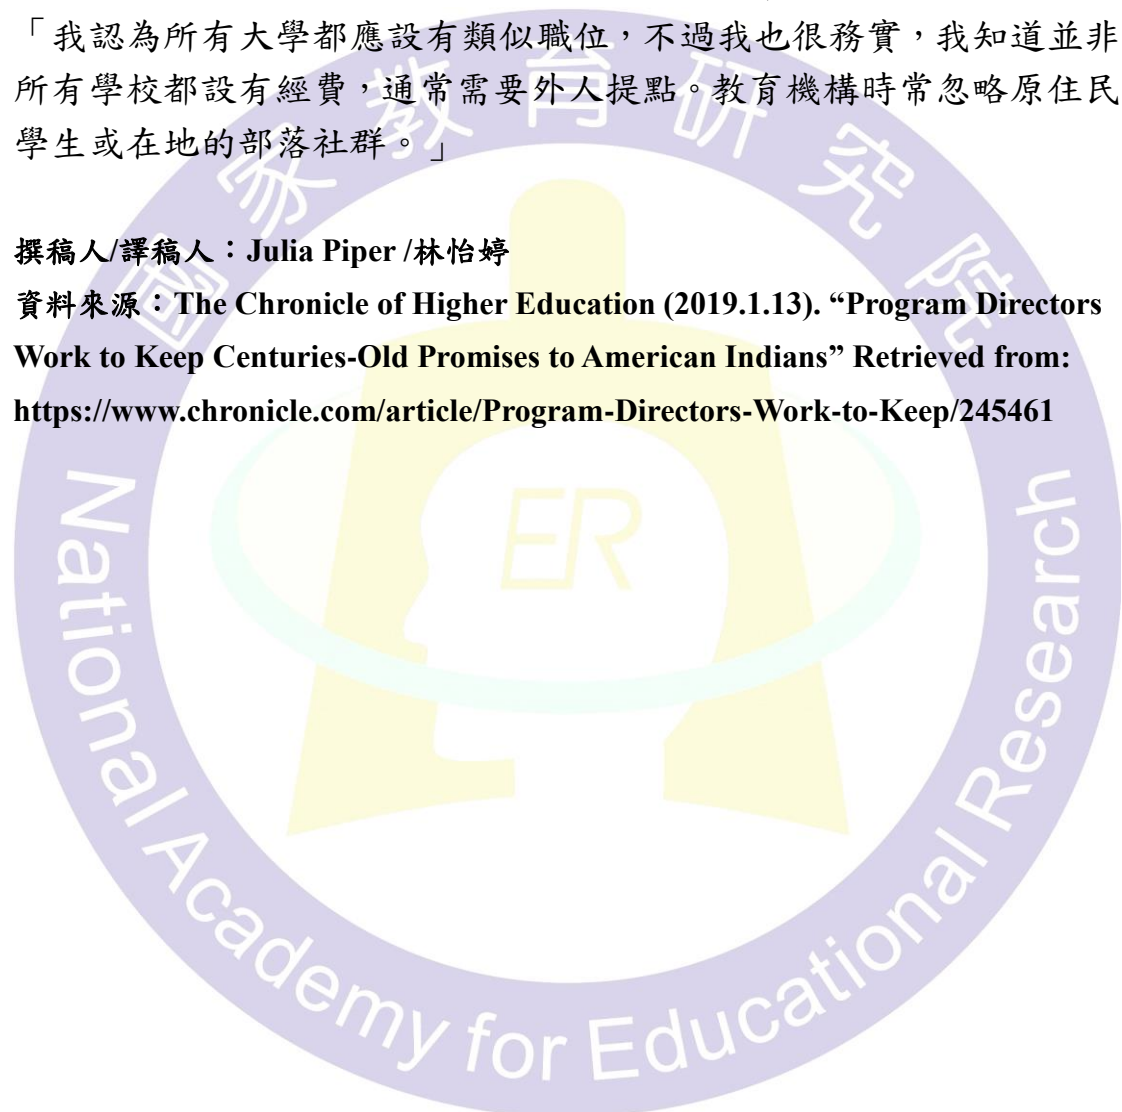 「我認為所有大學都應設有類似職位，不過我也很務實，我知道並非
所有學校都設有經費，通常需要外人提點。教育機構時常忽略原住民
學生或在地的部落社群。」
撰稿人/譯稿人：Julia Piper /林怡婷
資料來源：The Chronicle of Higher Education (2019.1.13). “Program Directors
Work to Keep Centuries-Old Promises to American Indians” Retrieved from:
https://www.chronicle.com/article/Program-Directors-Work-to-Keep/245461
國家教育研究院
ER
National Academy for Educational Research